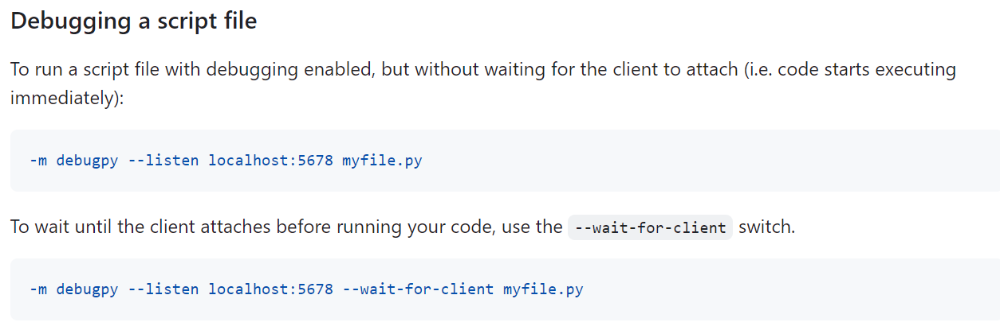 Debugging a script file
To run a script file with debugging enabled, but without waiting for the client to attach (i.e. code starts executing
immediately):
-m debugpy --listen localhost:5678 myfile.py
To wait until the client attaches before running your code, use the --wait-for-client switch.
-m debugpy --listen localhost:5678 --wait-for-client myfile.py